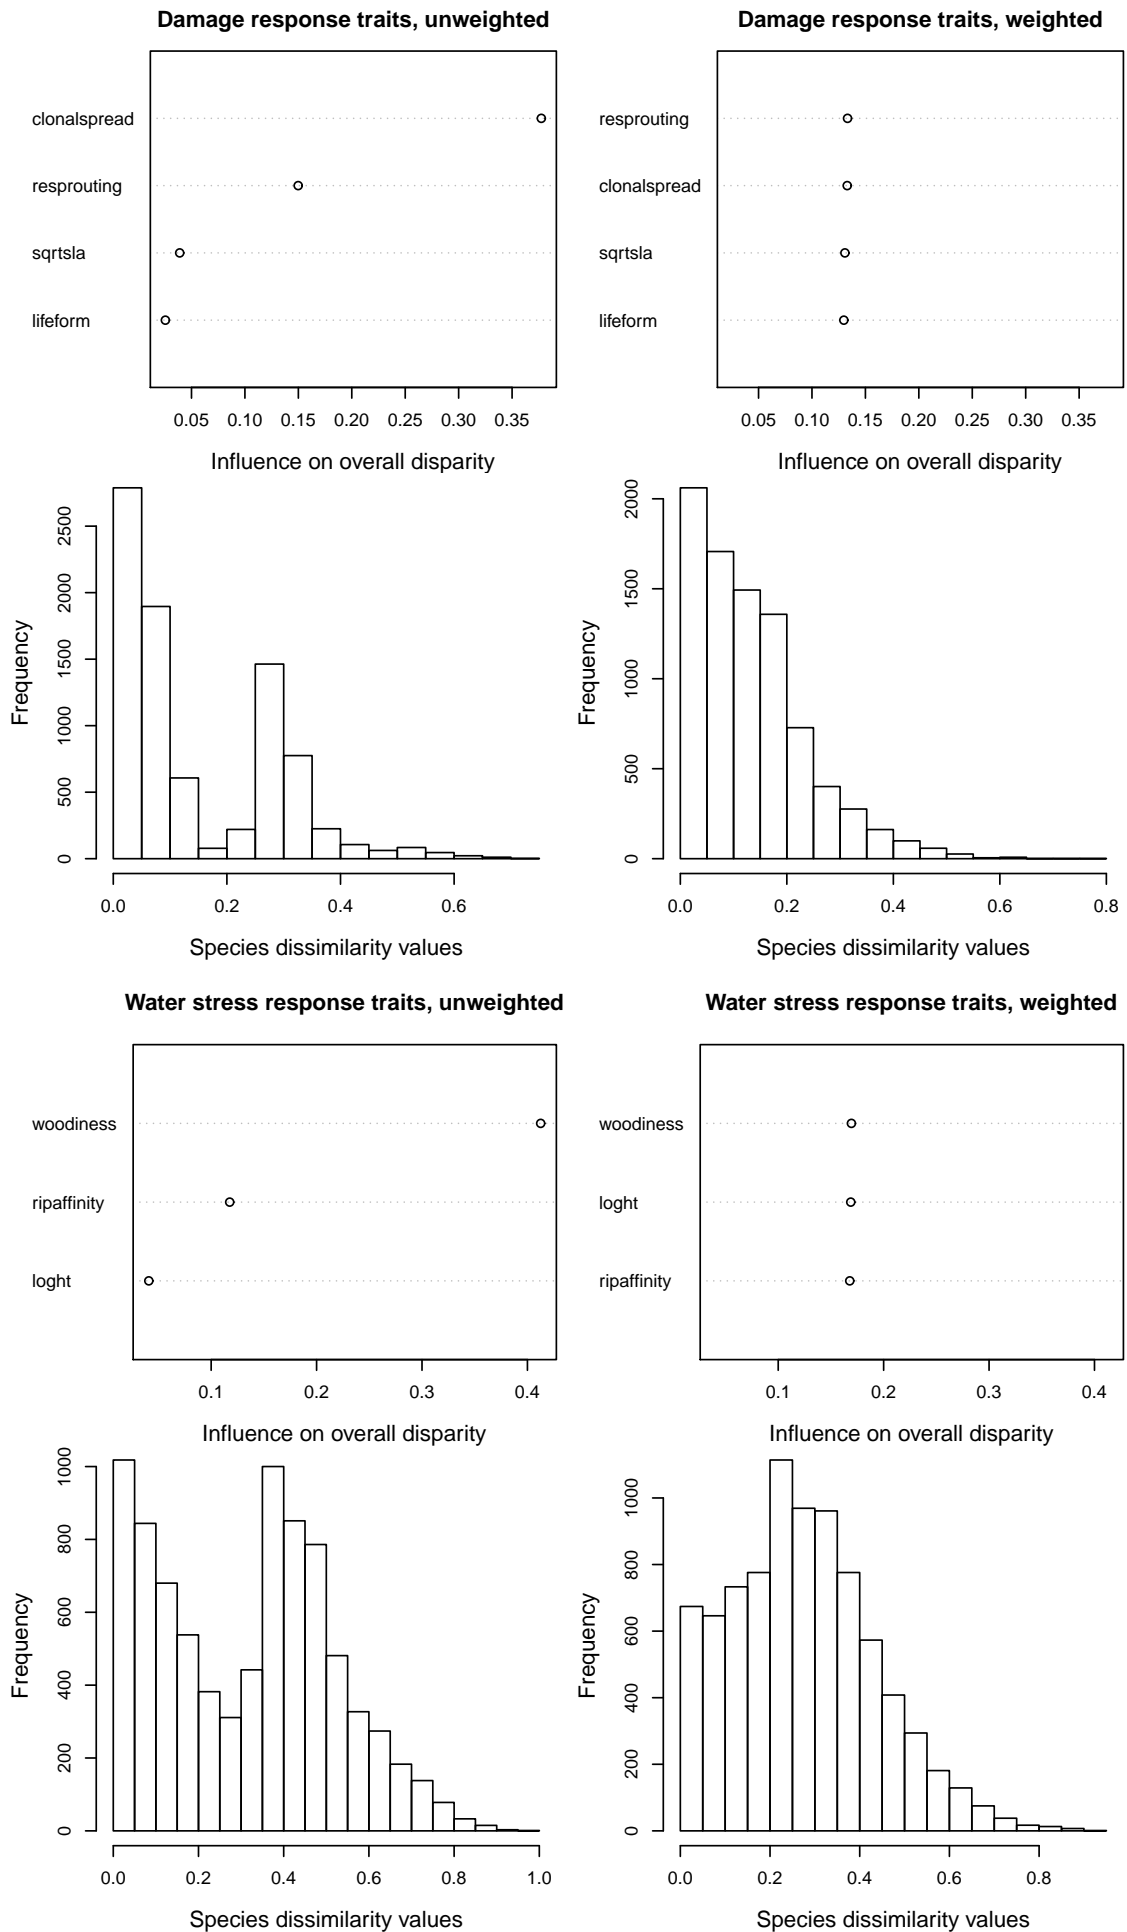 Damage response traits, unweighted
clonalspread
resprouting
sqrtsla
lifeform
0.05 0.10 0.15 0.20 0.25 0.30 0.35
Influence on overall disparity
Damage response traits, weighted
resprouting
clonalspread
sqrtsla
lifeform
0.05 0.10 0.15 0.20 0.25 0.30 0.35
Influence on overall disparity
Frequency
2500
2000
1500
1000
500
0
0.0 0.2 0.4 0.6
Species dissimilarity values
Frequency
2000
1500
1000
500
0
0.0 0.2 0.4 0.6 0.8
Species dissimilarity values
Water stress response traits, unweighted
woodiness
ripaffinity
loght
0.1 0.2 0.3 0.4
Influence on overall disparity
Water stress response traits, weighted
woodiness
loght
ripaffinity
0.1 0.2 0.3 0.4
Influence on overall disparity
Frequency
1000
800
600
400
200
0
0.0 0.2 0.4 0.6 0.8 1.0
Species dissimilarity values
Frequency
1000
800
600
400
200
0
0.0 0.2 0.4 0.6 0.8
Species dissimilarity values